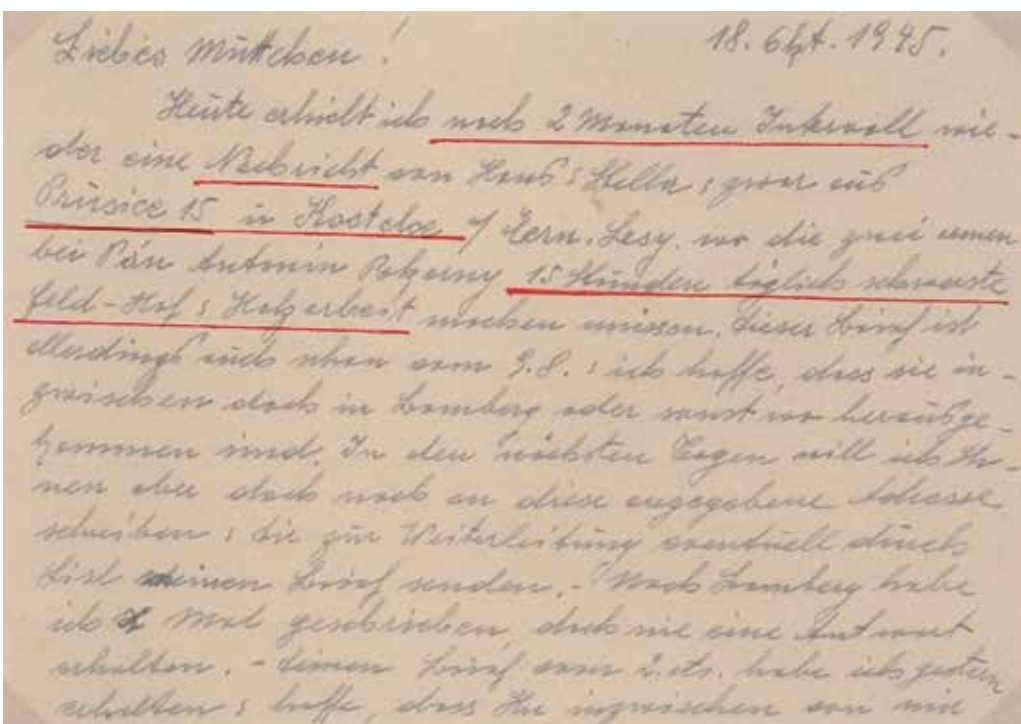 Liebes Muttchen! 18. Spt. 1945.
Heute erhielt ich nach 2 Monaten Intervall wie-
der eine Nachricht von Hans & Stella & zwar aus
Prusice 15 in Kostelec / Cern. Lesy. wo die zwei armen
bei Pán Antonin Pokorny 15 Stunden täglich schwerste
Feld-Hof & Holzarbeit machen müssen. Dieser Brief ist
allerdings auch schon vom 9.8. & ich hoffe, dass sie in-
zwischen doch in Bamberg oder sonst wo herausge-
kommen sind. In den nächsten Tagen will ich Ih-
nen aber doch noch an diese angegebene Adresse
schreiben & die zur Weiterleitung eventuell durch
Lisl einen Brief senden. - Nach Bamberg habe
ich Mal geschrieben, doch nie eine Antwort
erhalten. - Deinen Brief vom 2. ds. habe ich gestern
erhalten & hoffe, dass Ihr inzwischen von mir